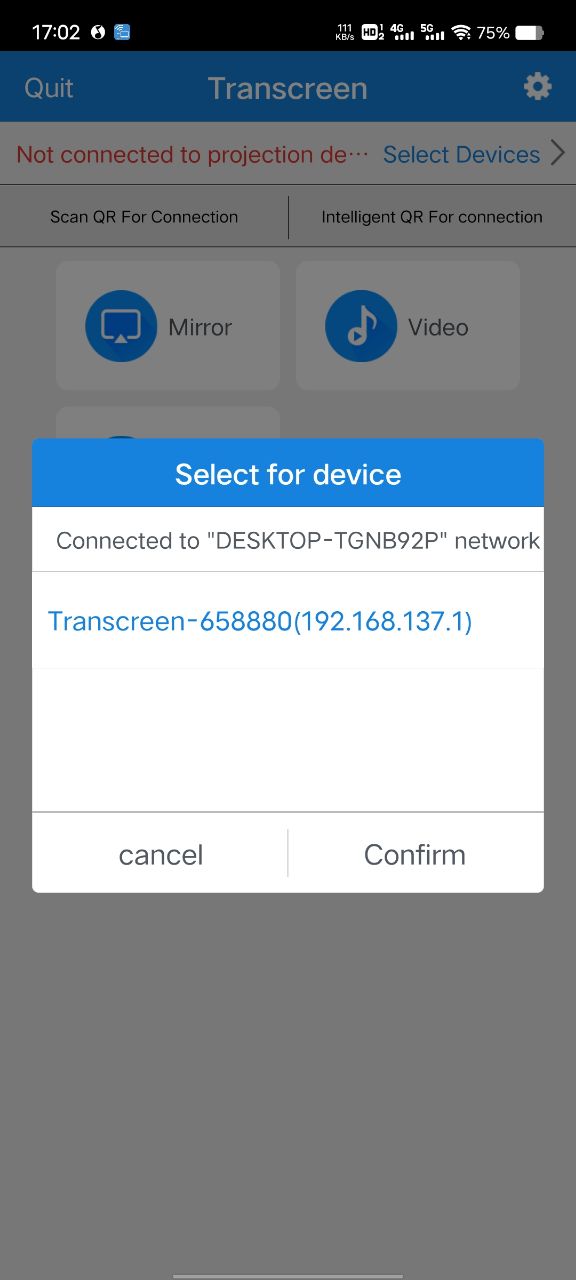 17:02 111 KB/s HD 1 2 4G 5G 75%
Quit Transcreen
Not connected to projection de··· Select Devices
Scan QR For Connection Intelligent QR For connection
Mirror Video
Select for device
Connected to "DESKTOP-TGNB92P" network
Transcreen-658880(192.168.137.1)
cancel Confirm